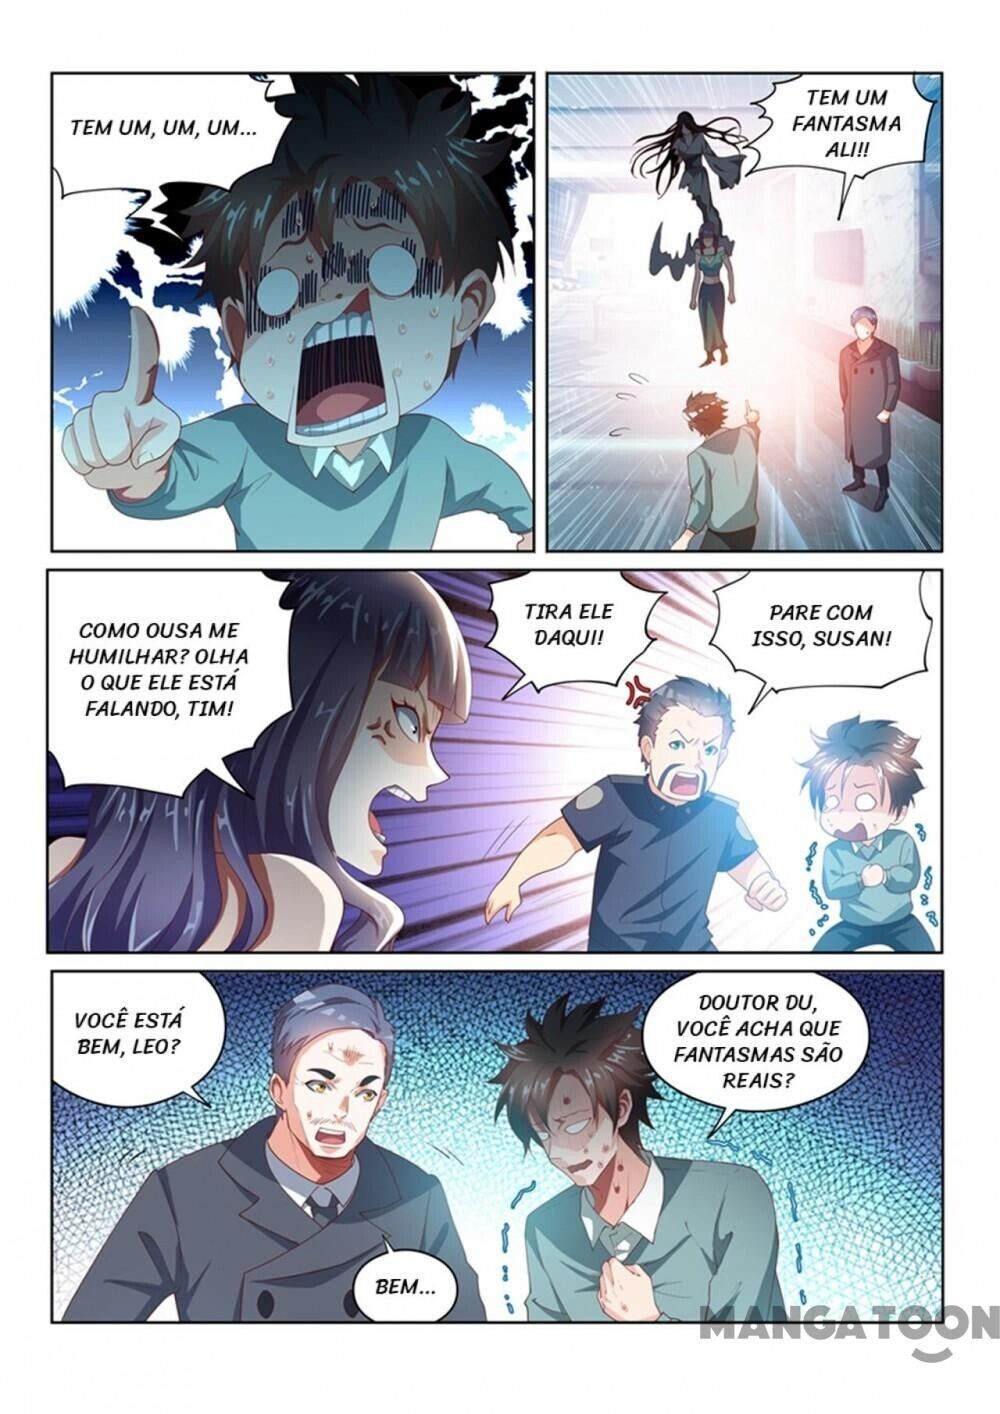 TEM UM, UM, UM...
TEM UM
FANTASMA
ALI!!
COMO OUSA ME
HUMILHAR? OLHA
O QUE ELE ESTÁ
FALANDO, TIM!
TIRA ELE
DAQUI!
PARE COM
ISSO, SUSAN!
VOCÊ ESTÁ
BEM, LEO?
DOUTOR DU,
VOCÊ ACHA QUE
FANTASMAS SÃO
REAIS?
BEM...
MANGATOON